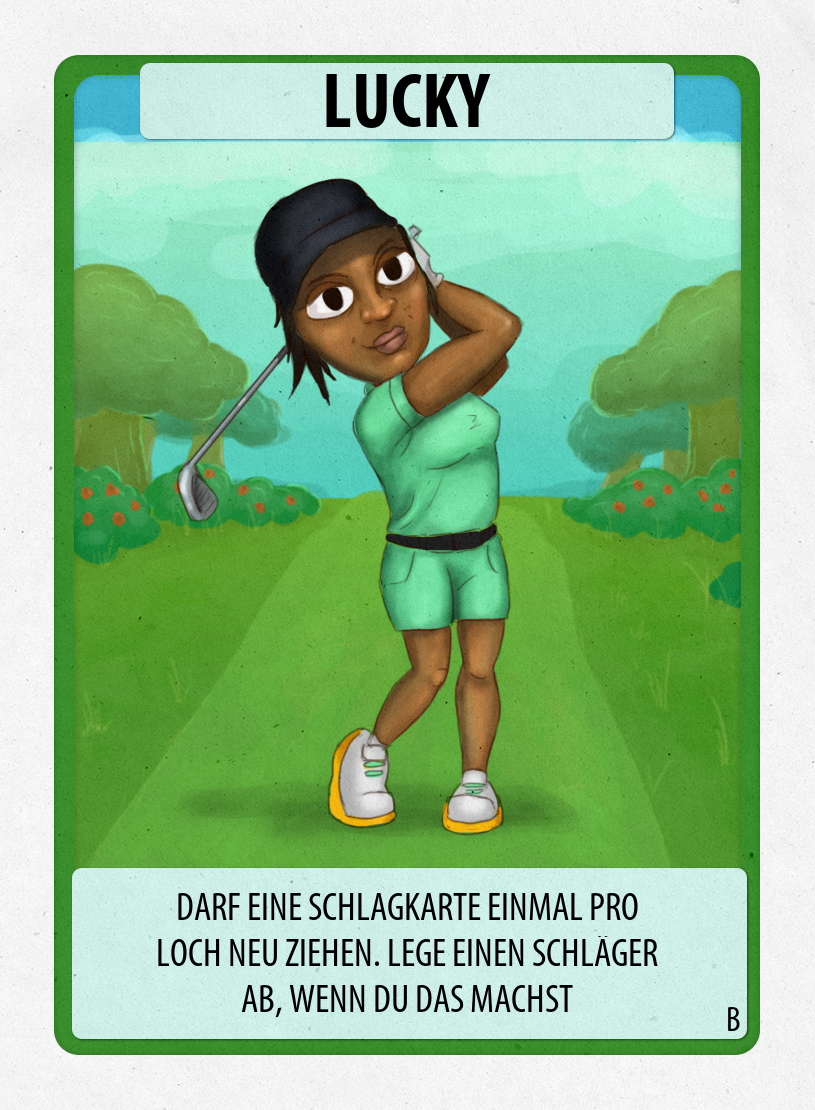 LUCKY
DARF EINE SCHLAGKARTE EINMAL PRO
LOCH NEU ZIEHEN. LEGE EINEN SCHLÄGER
AB, WENN DU DAS MACHST
B